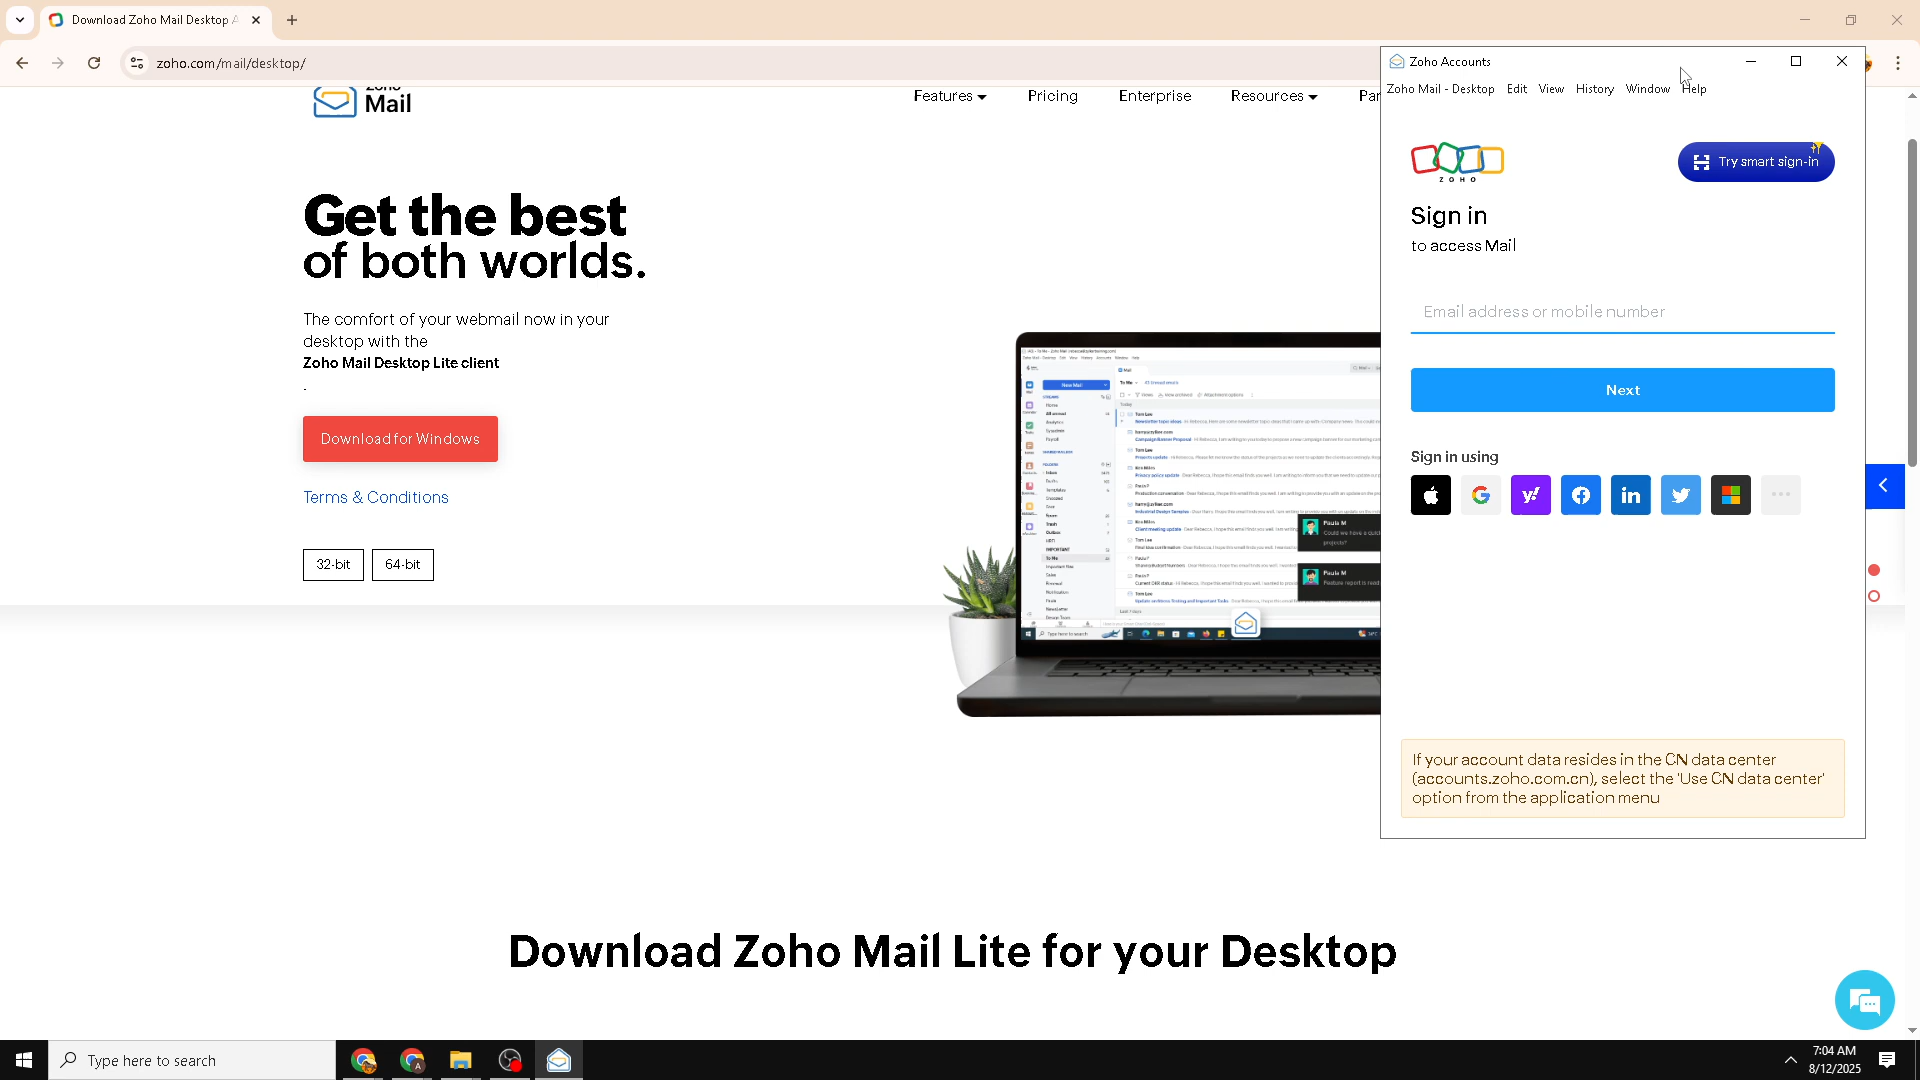 Download Zoho Mail Desktop A
zoho.com/mail/desktop/
Mail
Features
Pricing
Enterprise
Resources
Par
Get the best
of both worlds.
The comfort of your webmail now in your
desktop with the
Zoho Mail Desktop Lite client
.
Download for Windows
Terms & Conditions
32-bit
64-bit
New Mail
Paula M
Paula M
Zoho Accounts
Zoho Mail - Desktop Edit View History Window Help
ZOHO
Try smart sign-in
Sign in
to access Mail
Email address or mobile number
Next
Sign in using
If your account data resides in the CN data center
(accounts.zoho.com.cn), select the 'Use CN data center'
option from the application menu
Download Zoho Mail Lite for your Desktop
Type here to search
7:04 AM
8/12/2025